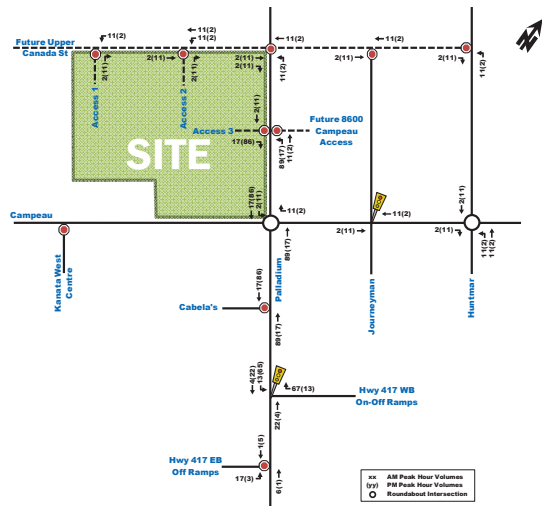 11(2)
11(2)
11(2)
11(2)
11(2)
11(2)
Future Upper
Canada St
2(11)
2(11)
2(11)
2(11)
2(11)
2(11)
11(2)
2(11)
2(11)
11(2)
Access 1
Access 2
2(11)
Access 3
Future 8600
Campeau
Access
17(86)
89(17)
11(2)
SITE
17(86)
2(11)
11(2)
11(2)
2(11)
Campeau
89(17)
2(11)
2(11)
11(2)
11(2)
Kanata West
Centre
Palladium
Journeyman
Huntmar
17(86)
Cabela's
89(17)
4(22)
13(65)
67(13)
Hwy 417 WB
On-Off Ramps
22(4)
1(5)
Hwy 417 EB
Off Ramps
17(3)
6(1)
xx AM Peak Hour Volumes
(yy) PM Peak Hour Volumes
Roundabout Intersection